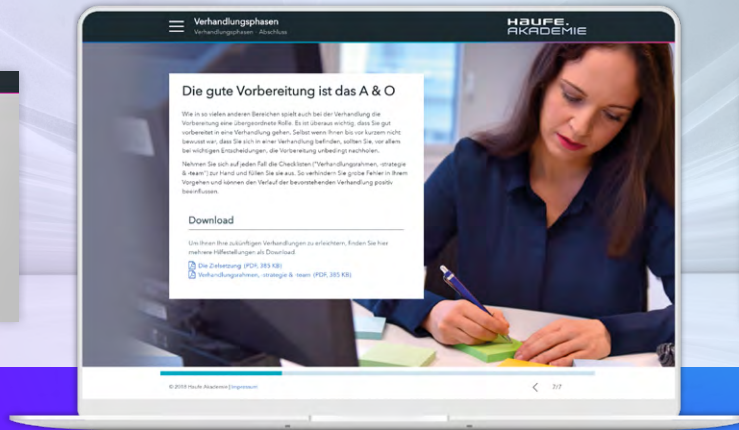 Verhandlungsphasen
Verhandlungsphasen · Abschluss
HAUFE.
AKADEMIE
Die gute Vorbereitung ist das A & O
Wie in so vielen anderen Bereichen spielt auch bei der Verhandlung die
Vorbereitung eine übergeordnete Rolle. Es ist überaus wichtig, dass Sie gut
vorbereitet in eine Verhandlung gehen. Selbst wenn Ihnen bis vor kurzem nicht
bewusst war, dass Sie sich in einer Verhandlung befinden, sollten Sie, vor allem
bei wichtigen Entscheidungen, die Vorbereitung unbedingt nachholen.
Nehmen Sie sich auf jeden Fall die Checklisten ("Verhandlungsrahmen, -strategie
& -team") zur Hand und füllen Sie sie aus. So verhindern Sie grobe Fehler in Ihrem
Vorgehen und können den Verlauf der bevorstehenden Verhandlung positiv
beeinflussen.
Download
Um Ihnen Ihre zukünftigen Verhandlungen zu erleichtern, finden Sie hier
mehrere Hilfestellungen als Download.
Die Zielsetzung (PDF, 385 KB)
Verhandlungsrahmen, -strategie & -team (PDF, 385 KB)
Haufe Akademie | Impressum
7/7